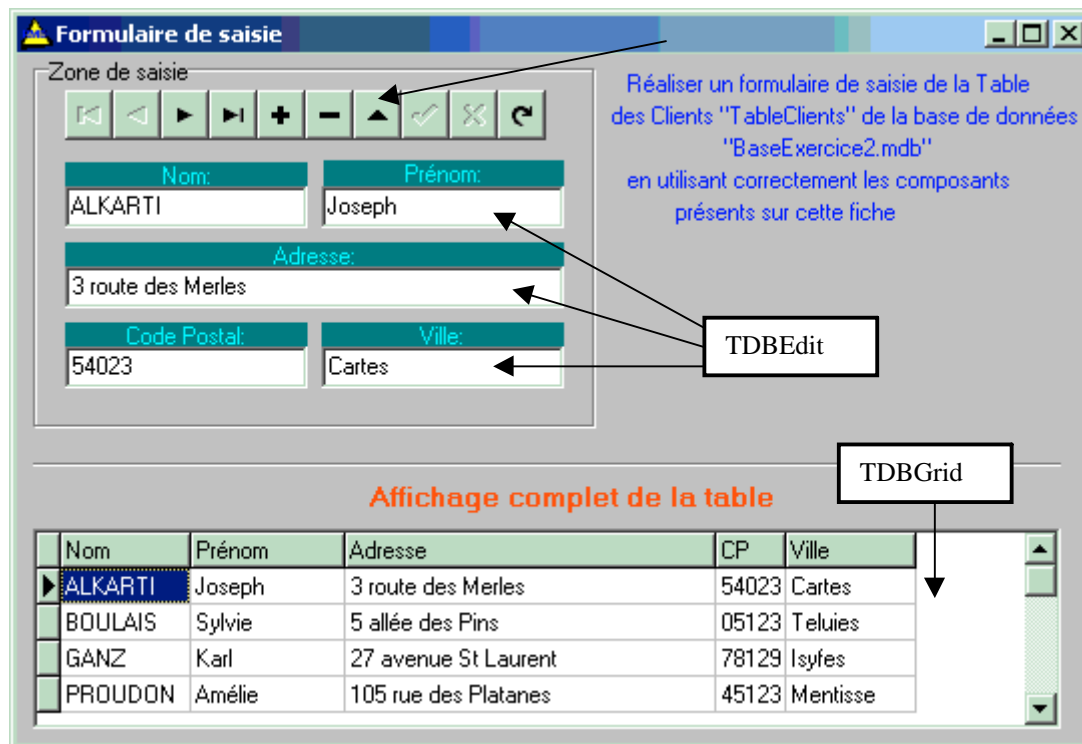 Formulaire de saisie
Zone de saisie
Réaliser un formulaire de saisie de la Table
des Clients "TableClients" de la base de données
"BaseExercice2.mdb"
en utilisant correctement les composants
présents sur cette fiche
Nom: Prénom:
ALKARTI Joseph
Adresse:
3 route des Merles
Code Postal: Ville:
54023 Cartes
TDBEdit
TDBGrid
Affichage complet de la table
Nom Prénom Adresse CP Ville
ALKARTI Joseph 3 route des Merles 54023 Cartes
BOULAIS Sylvie 5 allée des Pins 05123 Teluies
GANZ Karl 27 avenue St Laurent 78129 Isyfes
PROUDON Amélie 105 rue des Platanes 45123 Mentisse